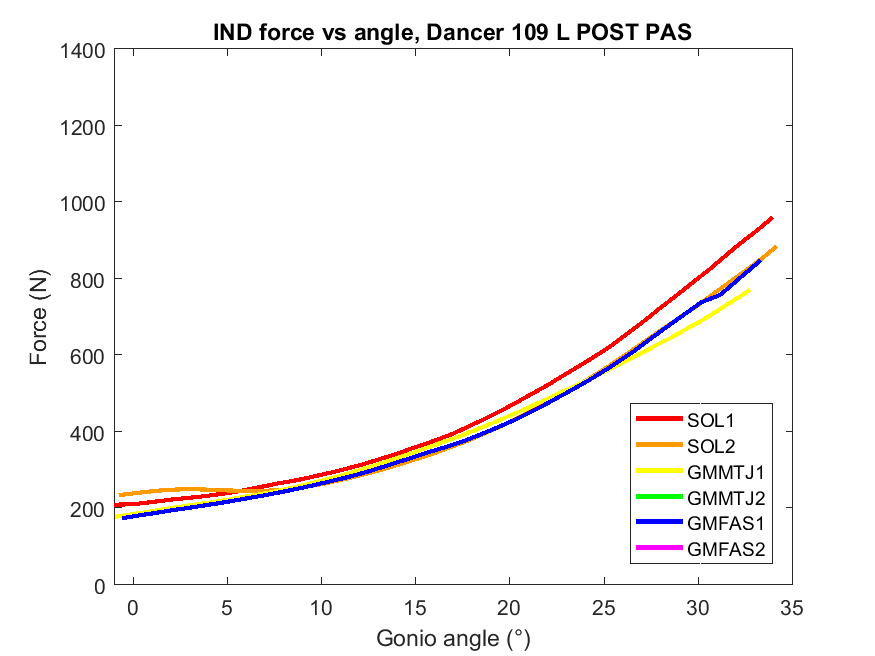 IND force vs angle, Dancer 109 L POST PAS
1400
1200
1000
800
600
400
200
0
Force (N)
0 5 10 15 20 25 30 35
Gonio angle (°)
SOL1
SOL2
GMMTJ1
GMMTJ2
GMFAS1
GMFAS2